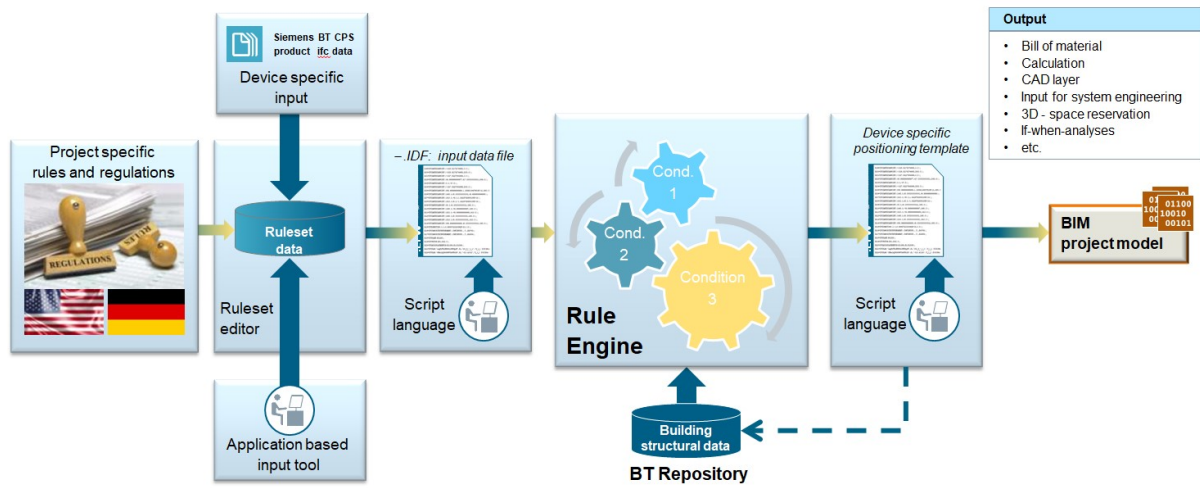 Siemens BT CPS
product ifc data
Device specific
input
Project specific
rules and regulations
RULES
REGULATIONS
Ruleset
data
Ruleset
editor
Application based
input tool
– .IDF: input data file
Script
language
Cond.
1
Cond.
2
Condition
3
Rule
Engine
Building
structural data
BT Repository
Device specific
positioning template
Script
language
Output
• Bill of material
• Calculation
• CAD layer
• Input for system engineering
• 3D - space reservation
• If-when-analyses
• etc.
BIM
project model
01100
10010
00101